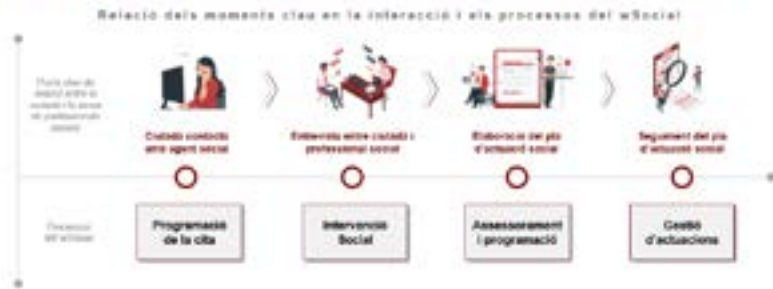 Relació dels moments clau en la interacció i els processos del wSocial
Ciutadà contacta
amb agent social
Entrevista entre ciutadà i
professional social
Elaboració del pla
d'actuació social
Seguiment del pla
d'actuació social
Programació
de la cita
Intervenció
Social
Assessorament
i programació
Gestió
d'actuacions